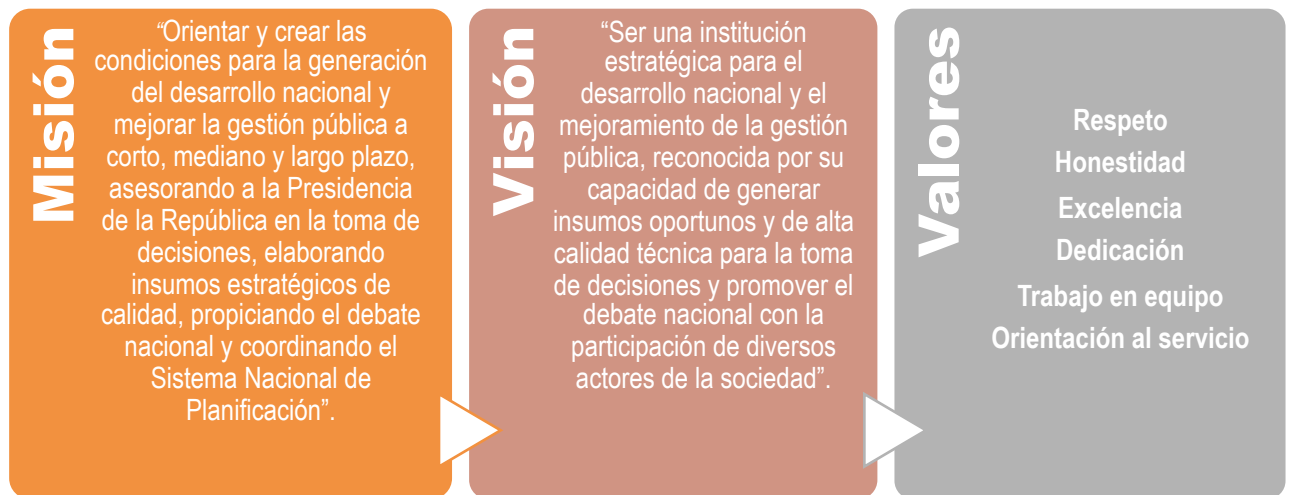 Misión
“Orientar y crear las
condiciones para la generación
del desarrollo nacional y
mejorar la gestión pública a
corto, mediano y largo plazo,
asesorando a la Presidencia
de la República en la toma de
decisiones, elaborando
insumos estratégicos de
calidad, propiciando el debate
nacional y coordinando el
Sistema Nacional de
Planificación”.
Visión
“Ser una institución
estratégica para el
desarrollo nacional y el
mejoramiento de la gestión
pública, reconocida por su
capacidad de generar
insumos oportunos y de alta
calidad técnica para la toma
de decisiones y promover el
debate nacional con la
participación de diversos
actores de la sociedad”.
Valores
Respeto
Honestidad
Excelencia
Dedicación
Trabajo en equipo
Orientación al servicio